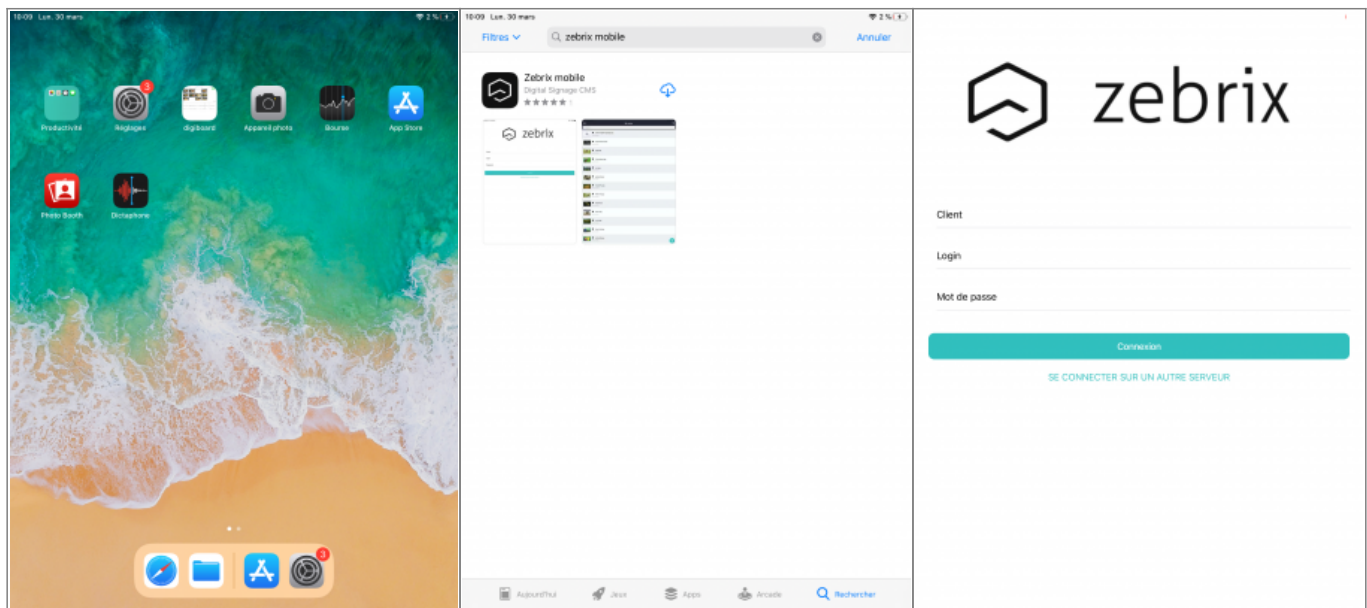 10:09 Lun. 30 mars
2 %
3
Productivité
Réglages
digiboard
Appareil photo
Bourse
App Store
Photo Booth
Dictaphone
3
10:09 Lun. 30 mars
2 %
Filtres
zebrix mobile
Annuler
Zebrix mobile
Digital Signage CMS
zebrix
Aujourd'hui
Jeux
Apps
Arcade
Rechercher
zebrix
Client
Login
Mot de passe
Connexion
SE CONNECTER SUR UN AUTRE SERVEUR